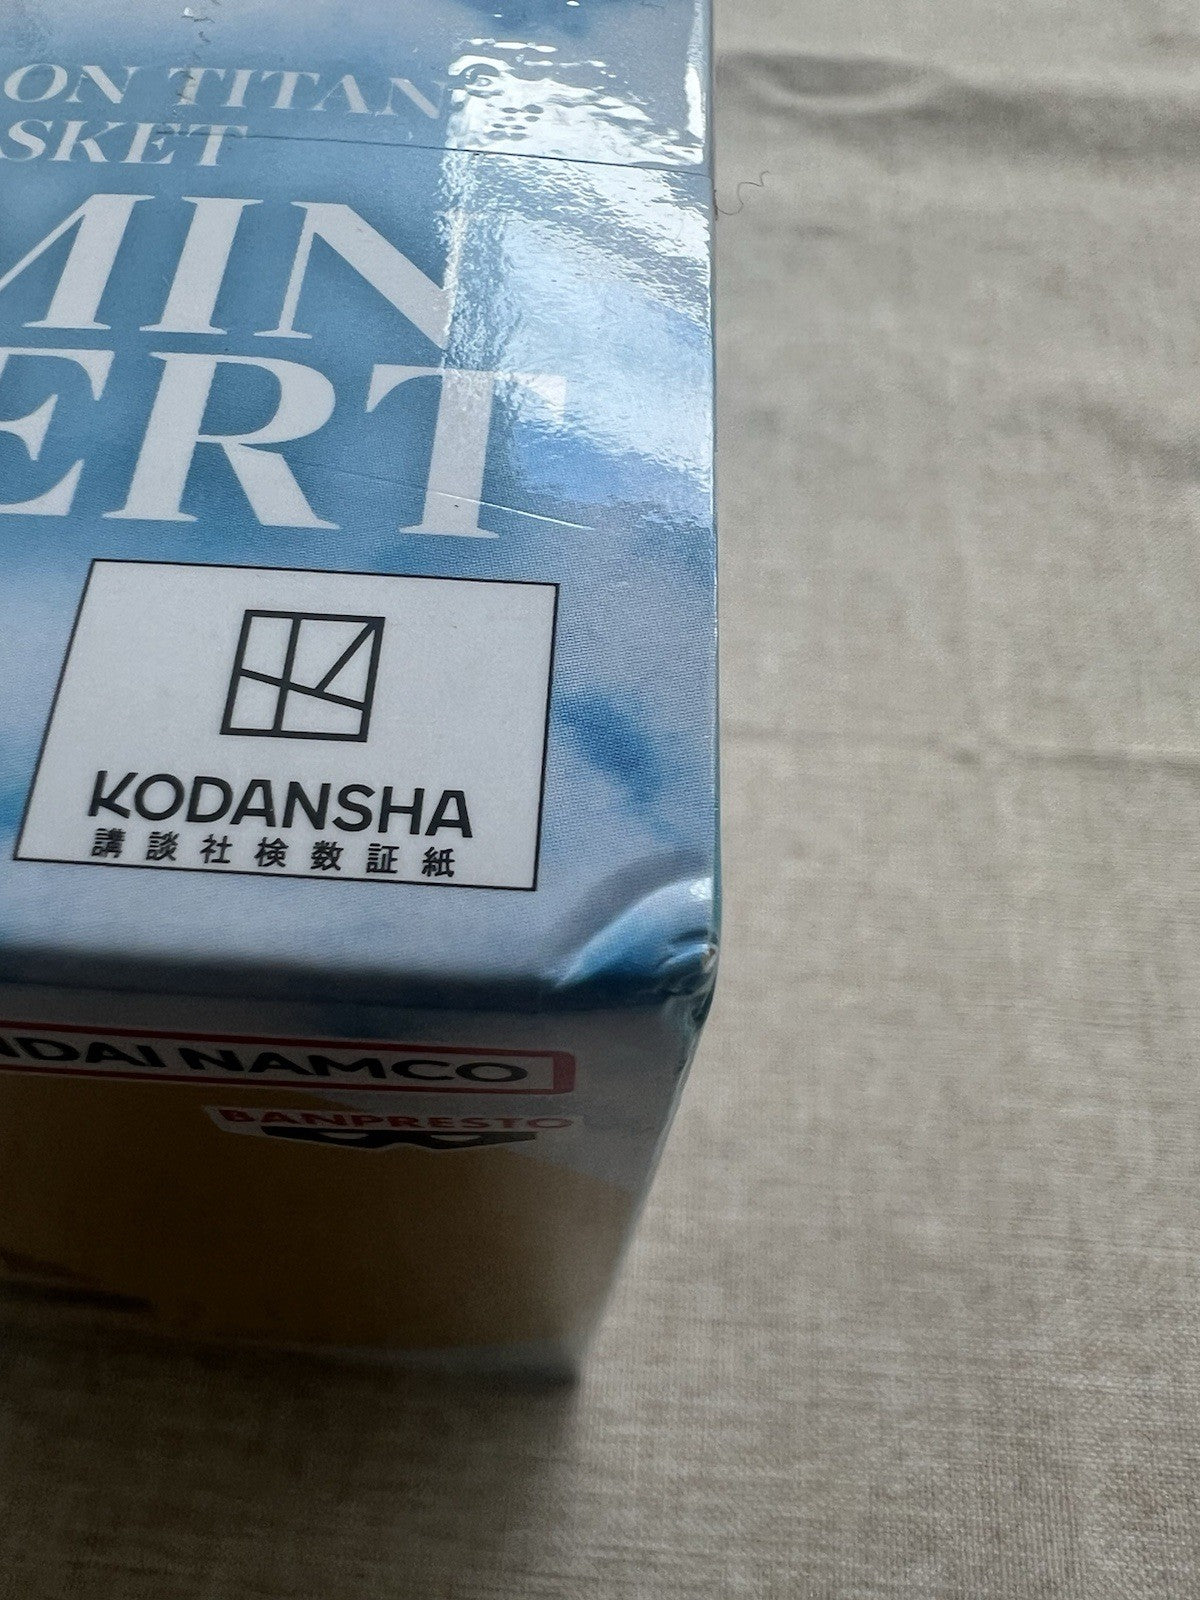 ON TITAN
SKET
MIN
ERT
KODANSHA
講談社検数証紙
NDAI NAMCO
BANPRESTO